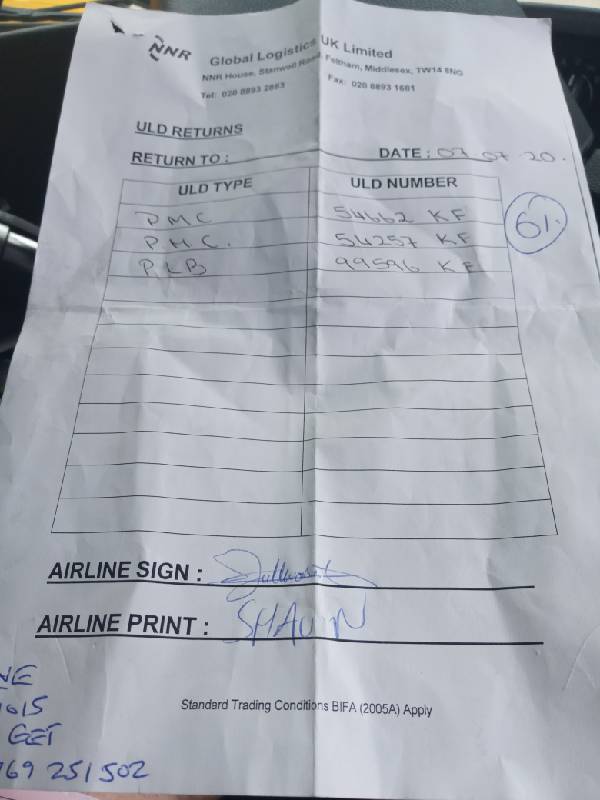 NNR Global Logistics UK Limited
NNR House, Stanwell Road, Feltham, Middlesex, TW14 8NG
Tel: 020 8893 2863 Fax: 020 8893 1681
ULD RETURNS
RETURN TO : DATE : 07 07 20.
ULD TYPE ULD NUMBER
PMC 54662 KF
PMC. 54257 KF
PLB 99596 KF
61.
AIRLINE SIGN :
AIRLINE PRINT : SHAUN
NE
1015
GET
769 251502
Standard Trading Conditions BIFA (2005A) Apply